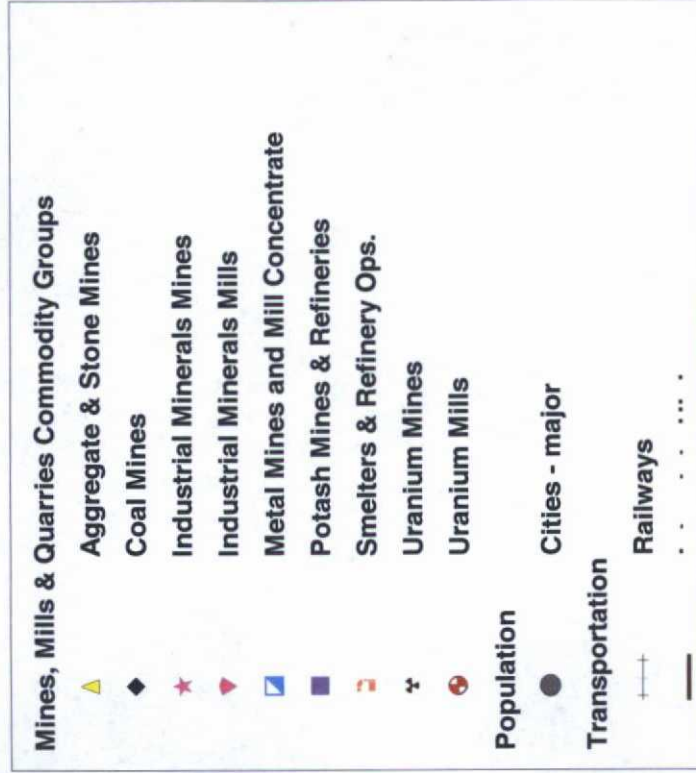 Mines, Mills & Quarries Commodity Groups
Aggregate & Stone Mines
Coal Mines
Industrial Minerals Mines
Industrial Minerals Mills
Metal Mines and Mill Concentrate
Potash Mines & Refineries
Smelters & Refinery Ops.
Uranium Mines
Uranium Mills
Population
Cities - major
Transportation
Railways